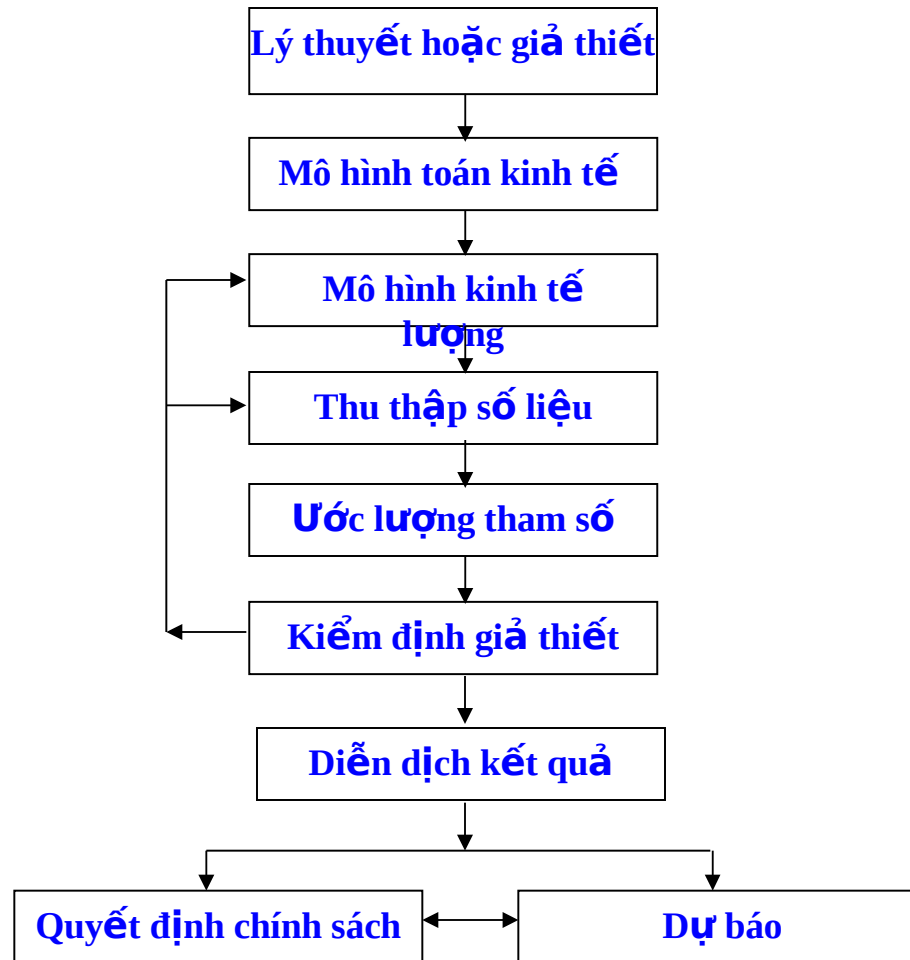 Lý thuyết hoặc giả thiết
Mô hình toán kinh tế
Mô hình kinh tế
lượng
Thu thập số liệu
Ước lượng tham số
Kiểm định giả thiết
Diễn dịch kết quả
Quyết định chính sách
Dự báo